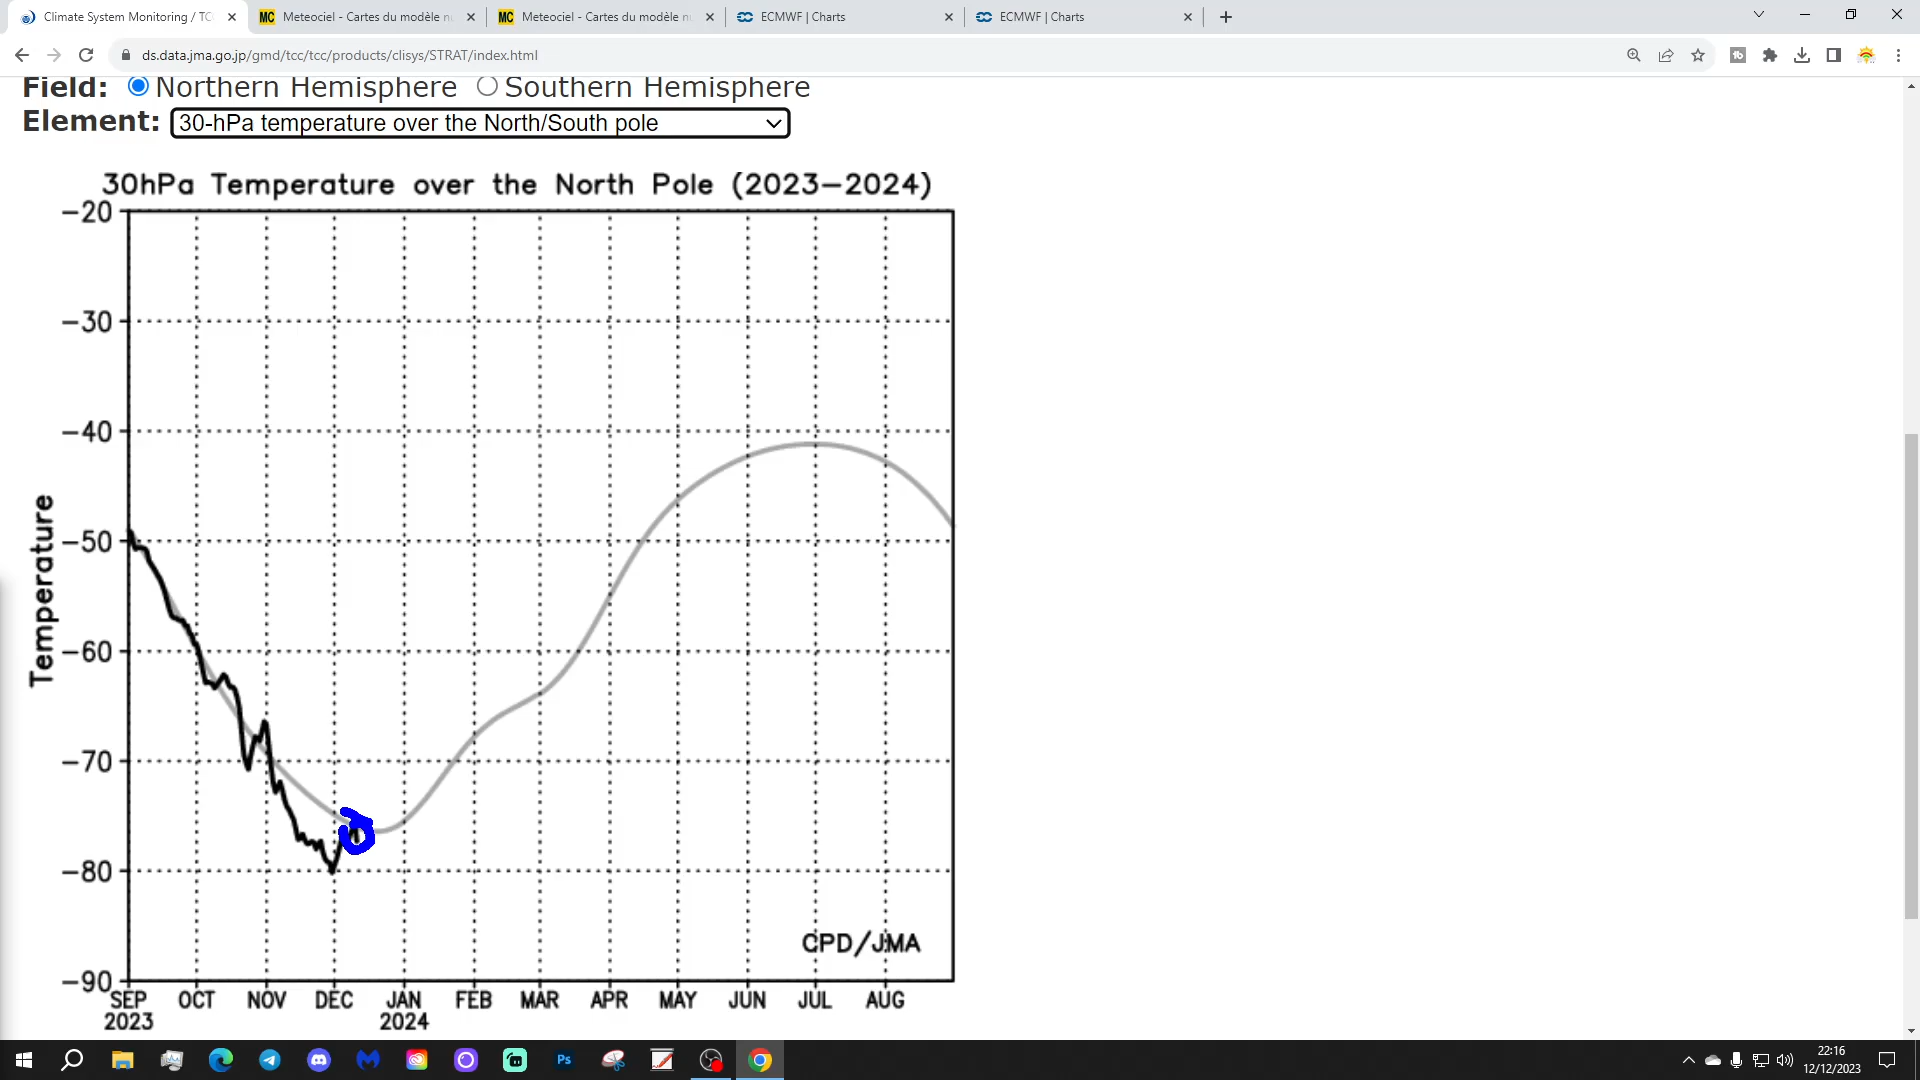 Climate System Monitoring / TC
Meteociel - Cartes du modèle n
Meteociel - Cartes du modèle n
ECMWF | Charts
ECMWF | Charts
ds.data.jma.go.jp/gmd/tcc/tcc/products/clisys/STRAT/index.html
Field: Northern Hemisphere Southern Hemisphere
Element: 30-hPa temperature over the North/South pole
30hPa Temperature over the North Pole (2023-2024)
-20
-30
-40
-50
-60
-70
-80
-90
Temperature
CPD/JMA
SEP OCT NOV DEC JAN FEB MAR APR MAY JUN JUL AUG
2023 2024
22:16
12/12/2023